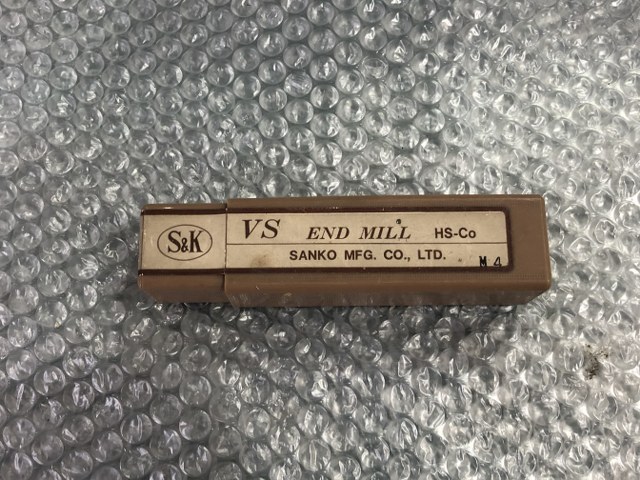 S&K
VS END MILL HS-Co
SANKO MFG. CO., LTD.
M 4